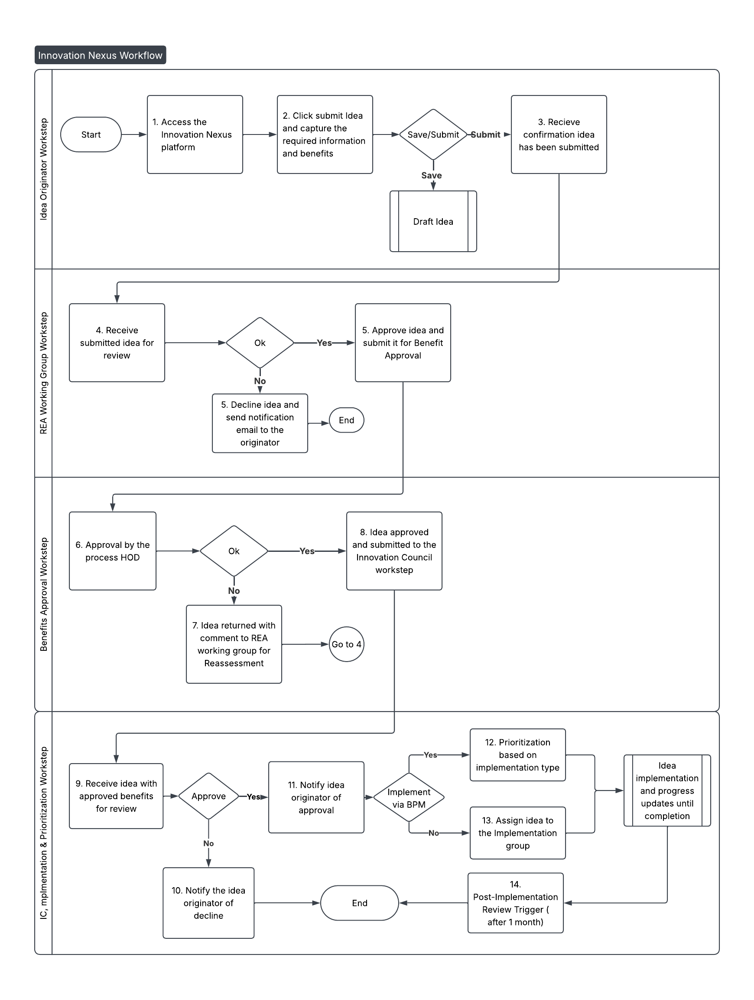 Innovation Nexus Workflow
Idea Originator Workstep
Start
1. Access the
Innovation Nexus
platform
2. Click submit Idea
and capture the
required information
and benefits
Save/Submit
Submit
3. Recieve
confirmation idea
has been submitted
Save
Draft Idea
REA Working Group Workstep
4. Receive
submitted idea for
review
Ok
Yes
5. Approve idea and
submit it for Benefit
Approval
No
5. Decline idea and
send notification
email to the
originator
End
Benefits Approval Workstep
6. Approval by the
process HOD
Ok
Yes
8. Idea approved
and submitted to the
Innovation Council
workstep
No
7. Idea returned with
comment to REA
working group for
Reassessment
Go to 4
IC, mplmentation & Prioritization Workstep
9. Receive idea with
approved benefits
for review
Approve
Yes
11. Notify idea
originator of
approval
Implement
via BPM
Yes
12. Prioritization
based on
implementation type
No
13. Assign idea to
the Implementation
group
Idea
implementation
and progress
updates until
completion
No
10. Notify the idea
originator of
decline
End
14.
Post-Implementation
Review Trigger (
after 1 month)